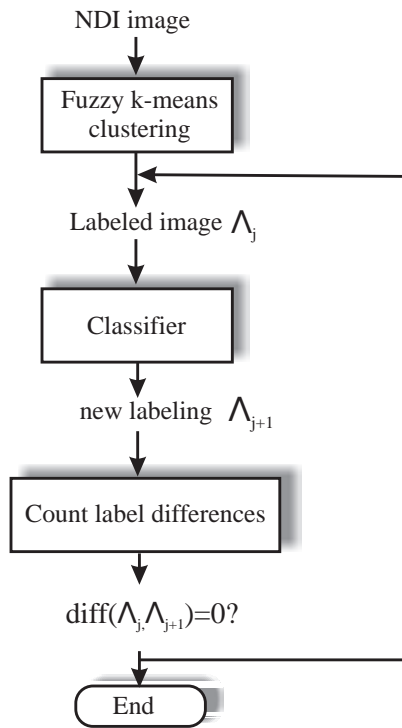 NDI image
Fuzzy k-means
clustering
Labeled image Λj
Classifier
new labeling Λj+1
Count label differences
diff(Λj,Λj+1)=0?
End